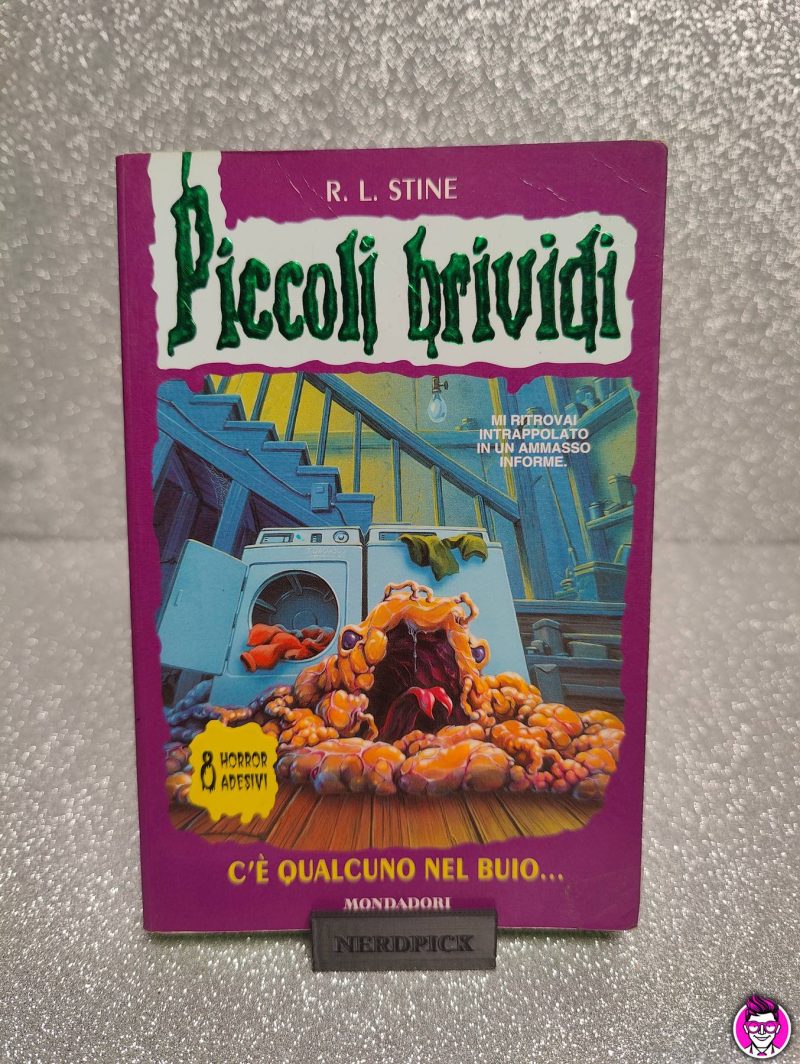 R. L. STINE
Piccoli brividi
MI RITROVAI
INTRAPPOLATO
IN UN AMMASSO
INFORME.
8 HORROR
ADESIVI
C'È QUALCUNO NEL BUIO...
MONDADORI
NERDPICK